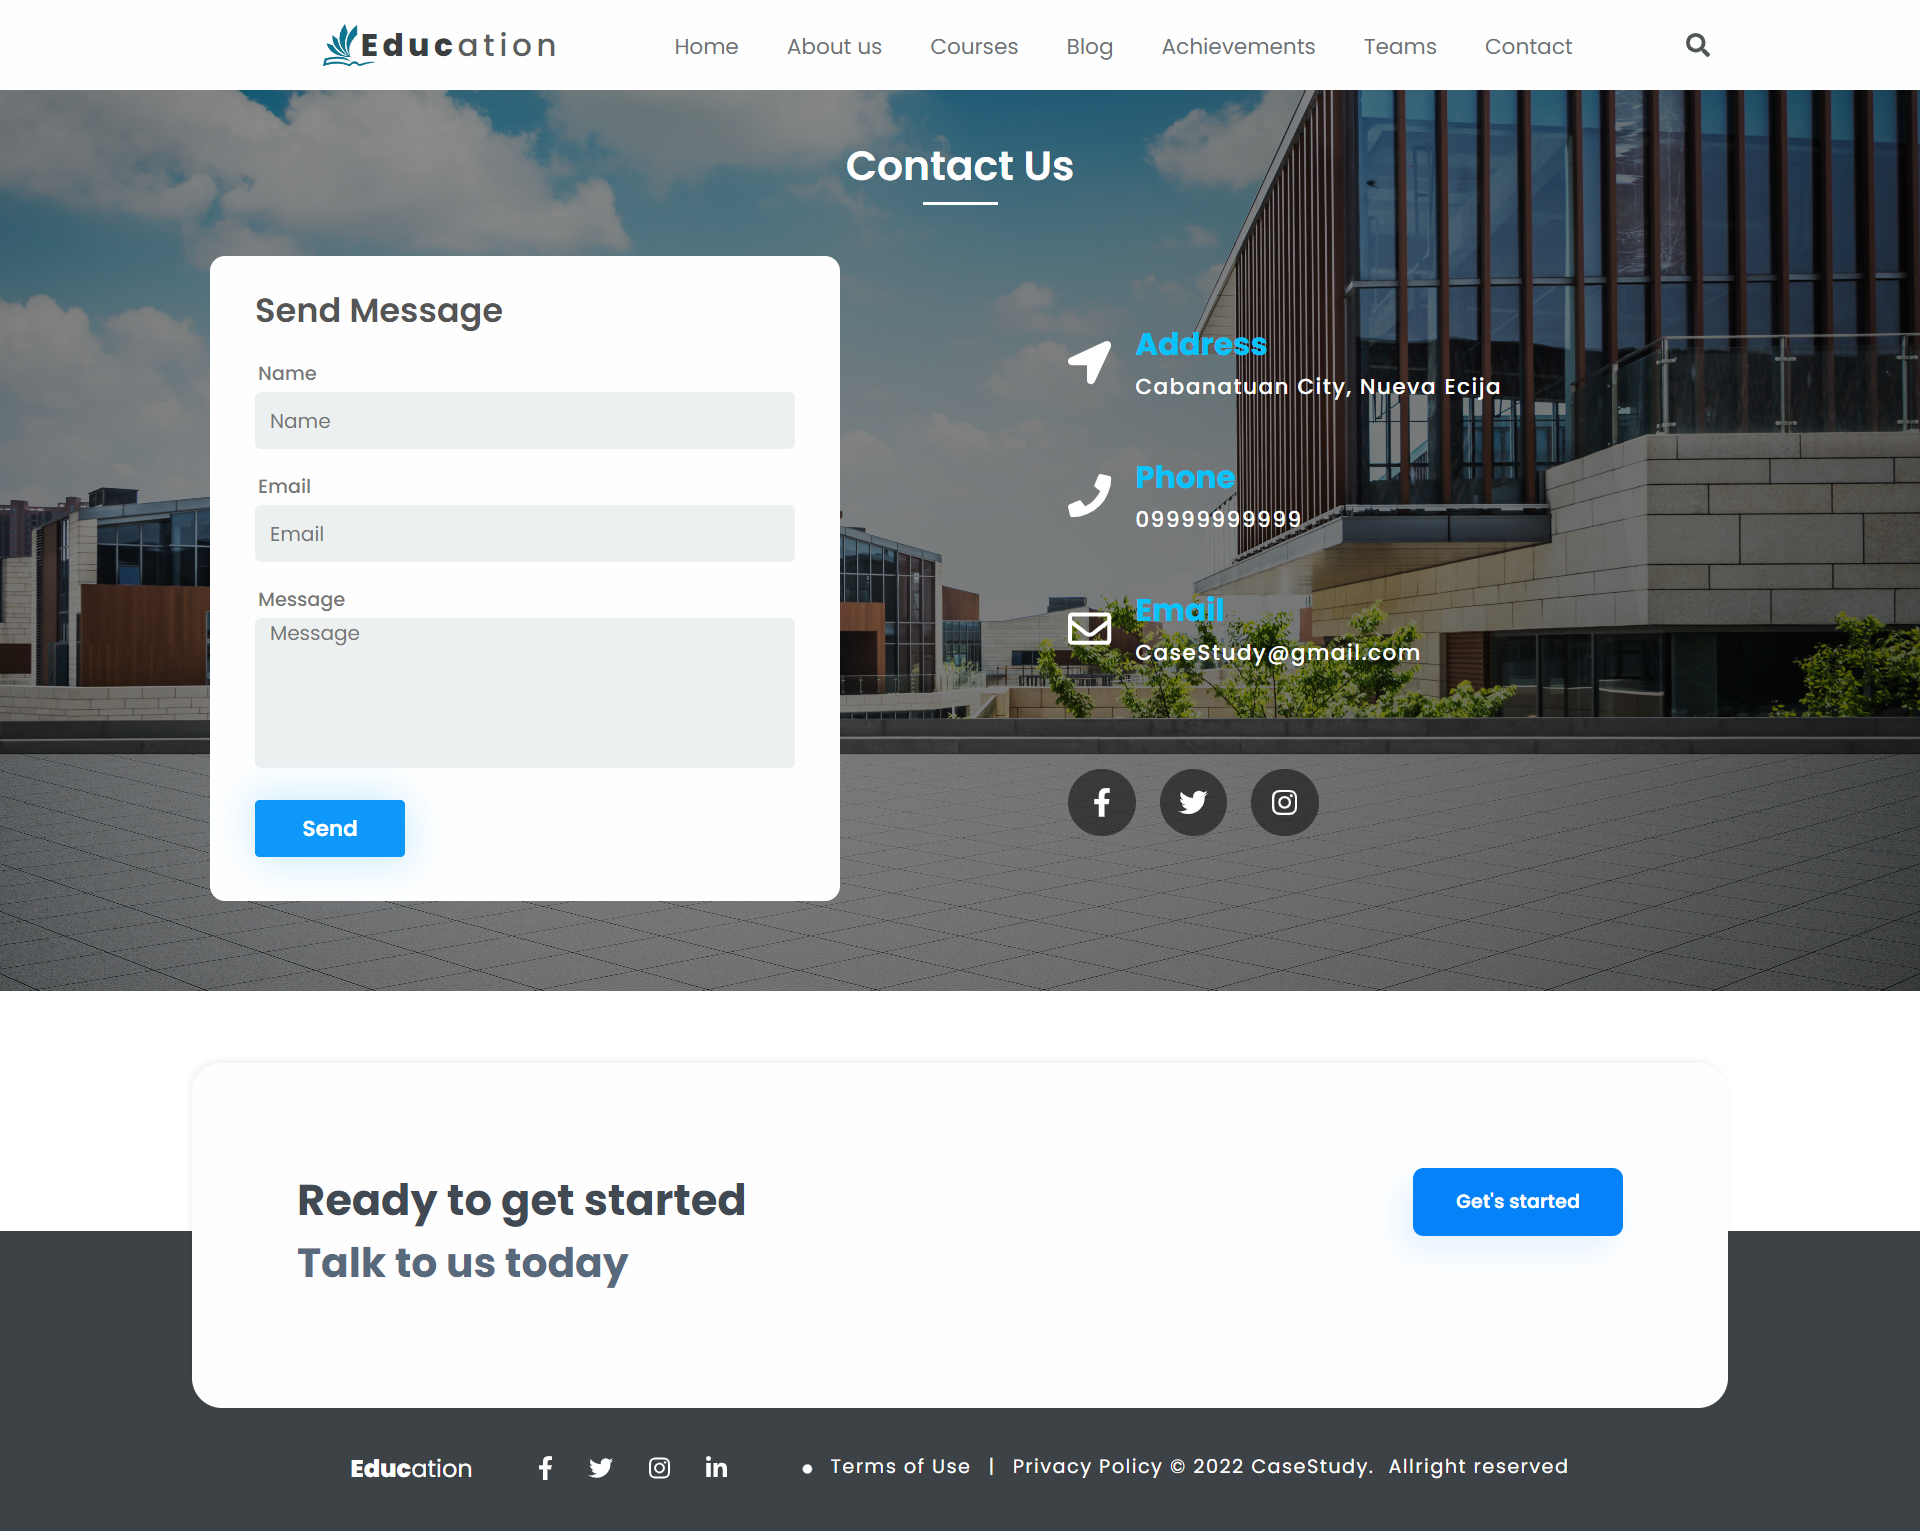 Education
Home About us Courses Blog Achievements Teams Contact
Contact Us
Send Message
Name
Name
Email
Email
Message
Message
Send
Address
Cabanatuan City, Nueva Ecija
Phone
09999999999
Email
CaseStudy@gmail.com
Ready to get started
Talk to us today
Get's started
Education
Terms of Use | Privacy Policy © 2022 CaseStudy. Allright reserved